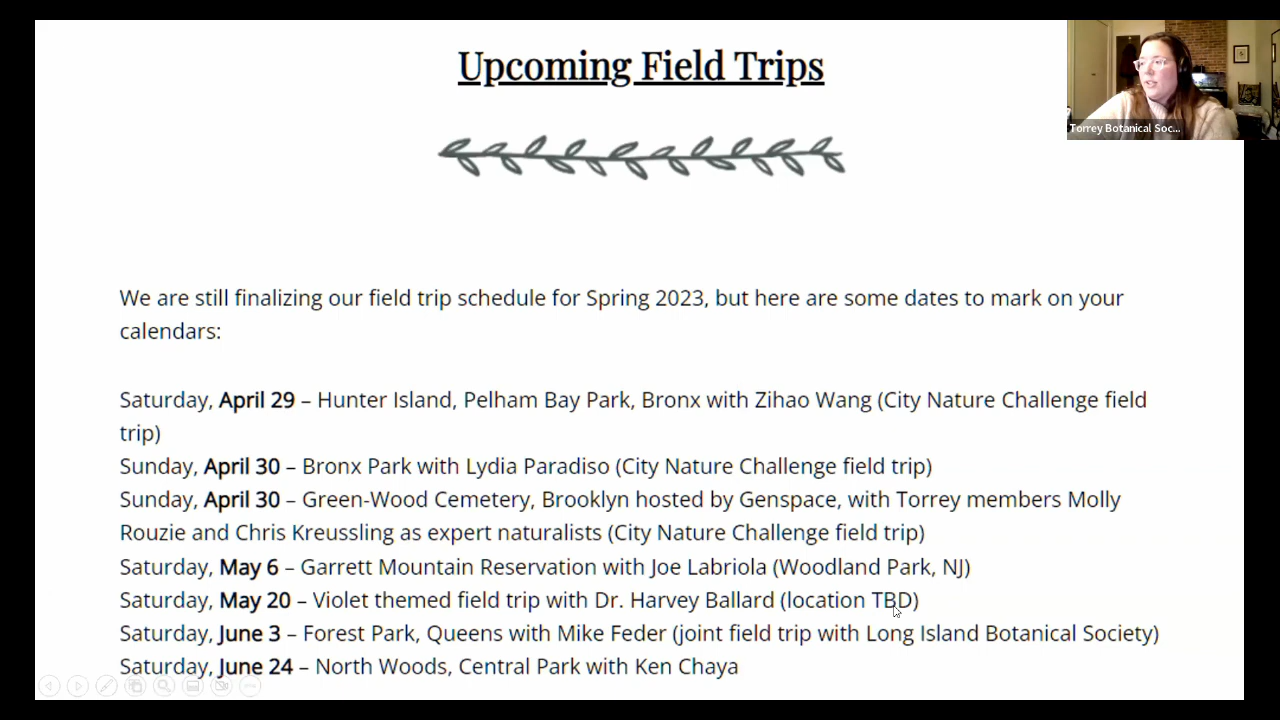 Upcoming Field Trips
Torrey Botanical Soc...
We are still finalizing our field trip schedule for Spring 2023, but here are some dates to mark on your
calendars:
Saturday, April 29 – Hunter Island, Pelham Bay Park, Bronx with Zihao Wang (City Nature Challenge field
trip)
Sunday, April 30 – Bronx Park with Lydia Paradiso (City Nature Challenge field trip)
Sunday, April 30 – Green-Wood Cemetery, Brooklyn hosted by Genspace, with Torrey members Molly
Rouzie and Chris Kreussling as expert naturalists (City Nature Challenge field trip)
Saturday, May 6 – Garrett Mountain Reservation with Joe Labriola (Woodland Park, NJ)
Saturday, May 20 – Violet themed field trip with Dr. Harvey Ballard (location TBD)
Saturday, June 3 – Forest Park, Queens with Mike Feder (joint field trip with Long Island Botanical Society)
Saturday, June 24 – North Woods, Central Park with Ken Chaya